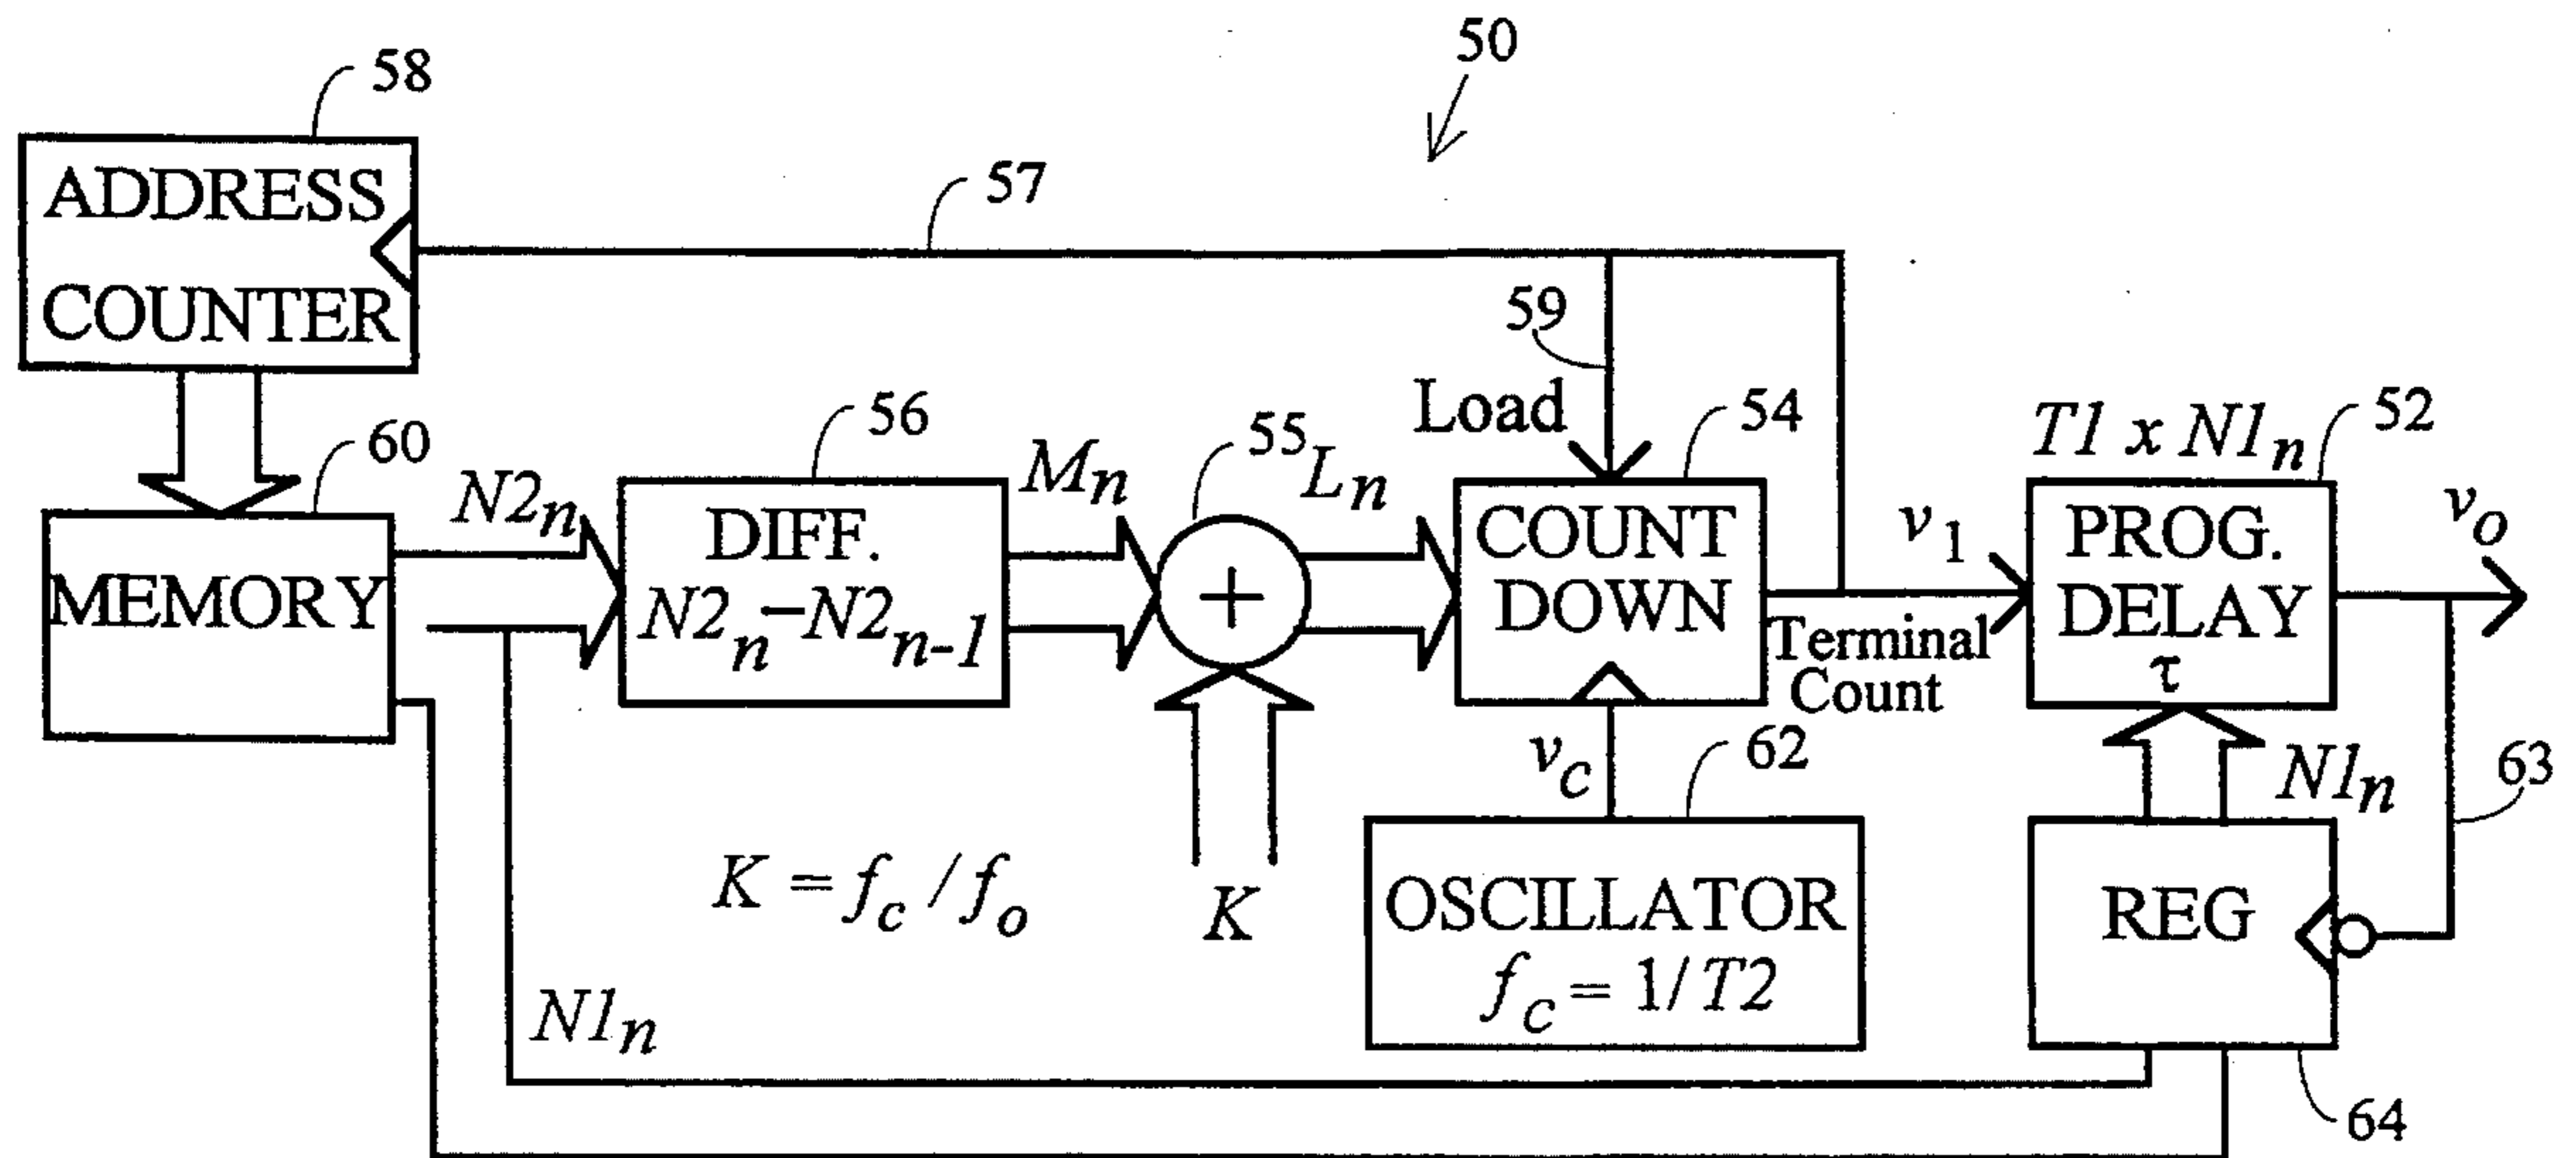 50
58
ADDRESS
COUNTER
57
59
Load
60
MEMORY
N2n
56
DIFF.
N2n–N2n-1
Mn
55
+
Ln
54
COUNT
DOWN
v1
Terminal
Count
T1 x N1n
52
PROG.
DELAY
τ
vo
K = fc / fo
K
vc
62
OSCILLATOR
fc = 1/ T2
N1n
63
REG
64
N1n